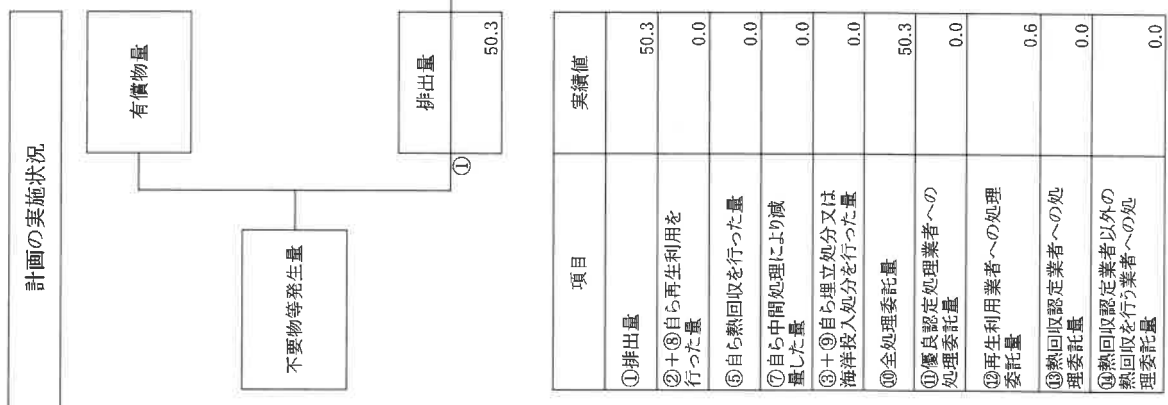 計画の実施状況
有償物量
不要物等発生量
①
排出量
50.3
項目
実績値
①排出量
50.3
②+⑧自ら再生利用を
行った量
0.0
⑤自ら熱回収を行った量
0.0
⑦自ら中間処理により減
量した量
0.0
③+⑨自ら埋立処分又は
海洋投入処分を行った量
0.0
⑩全処理委託量
50.3
⑪優良認定処理業者への
処理委託量
0.0
⑫再生利用業者への処理
委託量
0.6
⑬熱回収認定業者への処
理委託量
0.0
⑭熱回収認定業者以外の
熱回収を行う業者への処
理委託量
0.0